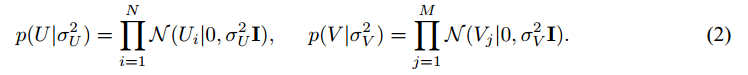 p(U|σ_U^2) = ∏_{i=1}^{N} 𝒩(U_i|0, σ_U^2 𝐈),    p(V|σ_V^2) = ∏_{j=1}^{M} 𝒩(V_j|0, σ_V^2 𝐈).    (2)